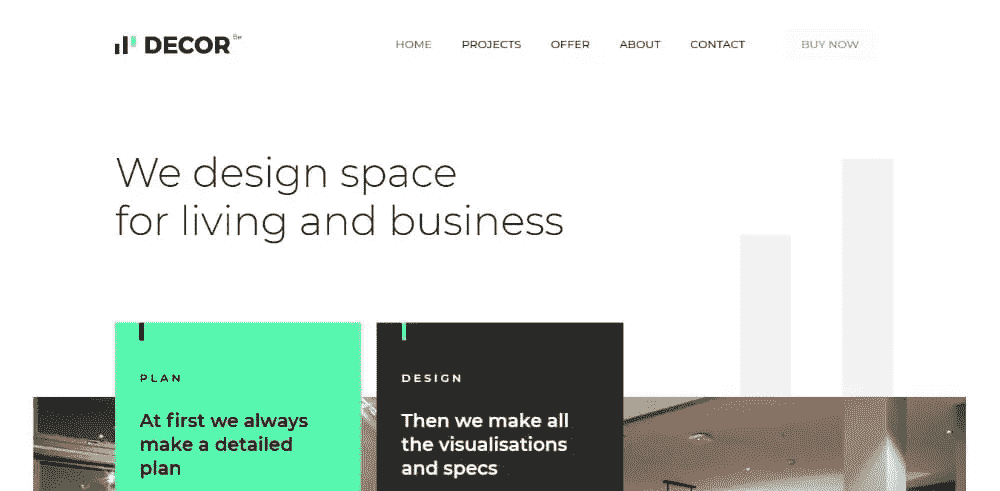 DECOR Be
HOME PROJECTS OFFER ABOUT CONTACT BUY NOW
We design space
for living and business
PLAN
At first we always
make a detailed
plan
DESIGN
Then we make all
the visualisations
and specs